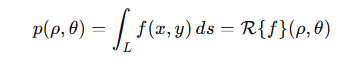 p(ρ, θ) = ∫_L f(x, y) ds = ℛ{f}(ρ, θ)